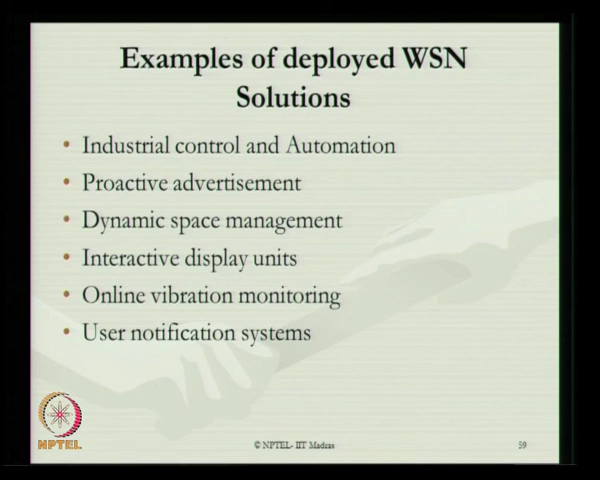 Examples of deployed WSN
Solutions
• Industrial control and Automation
• Proactive advertisement
• Dynamic space management
• Interactive display units
• Online vibration monitoring
• User notification systems
NPTEL
© NPTEL- IIT Madras
59